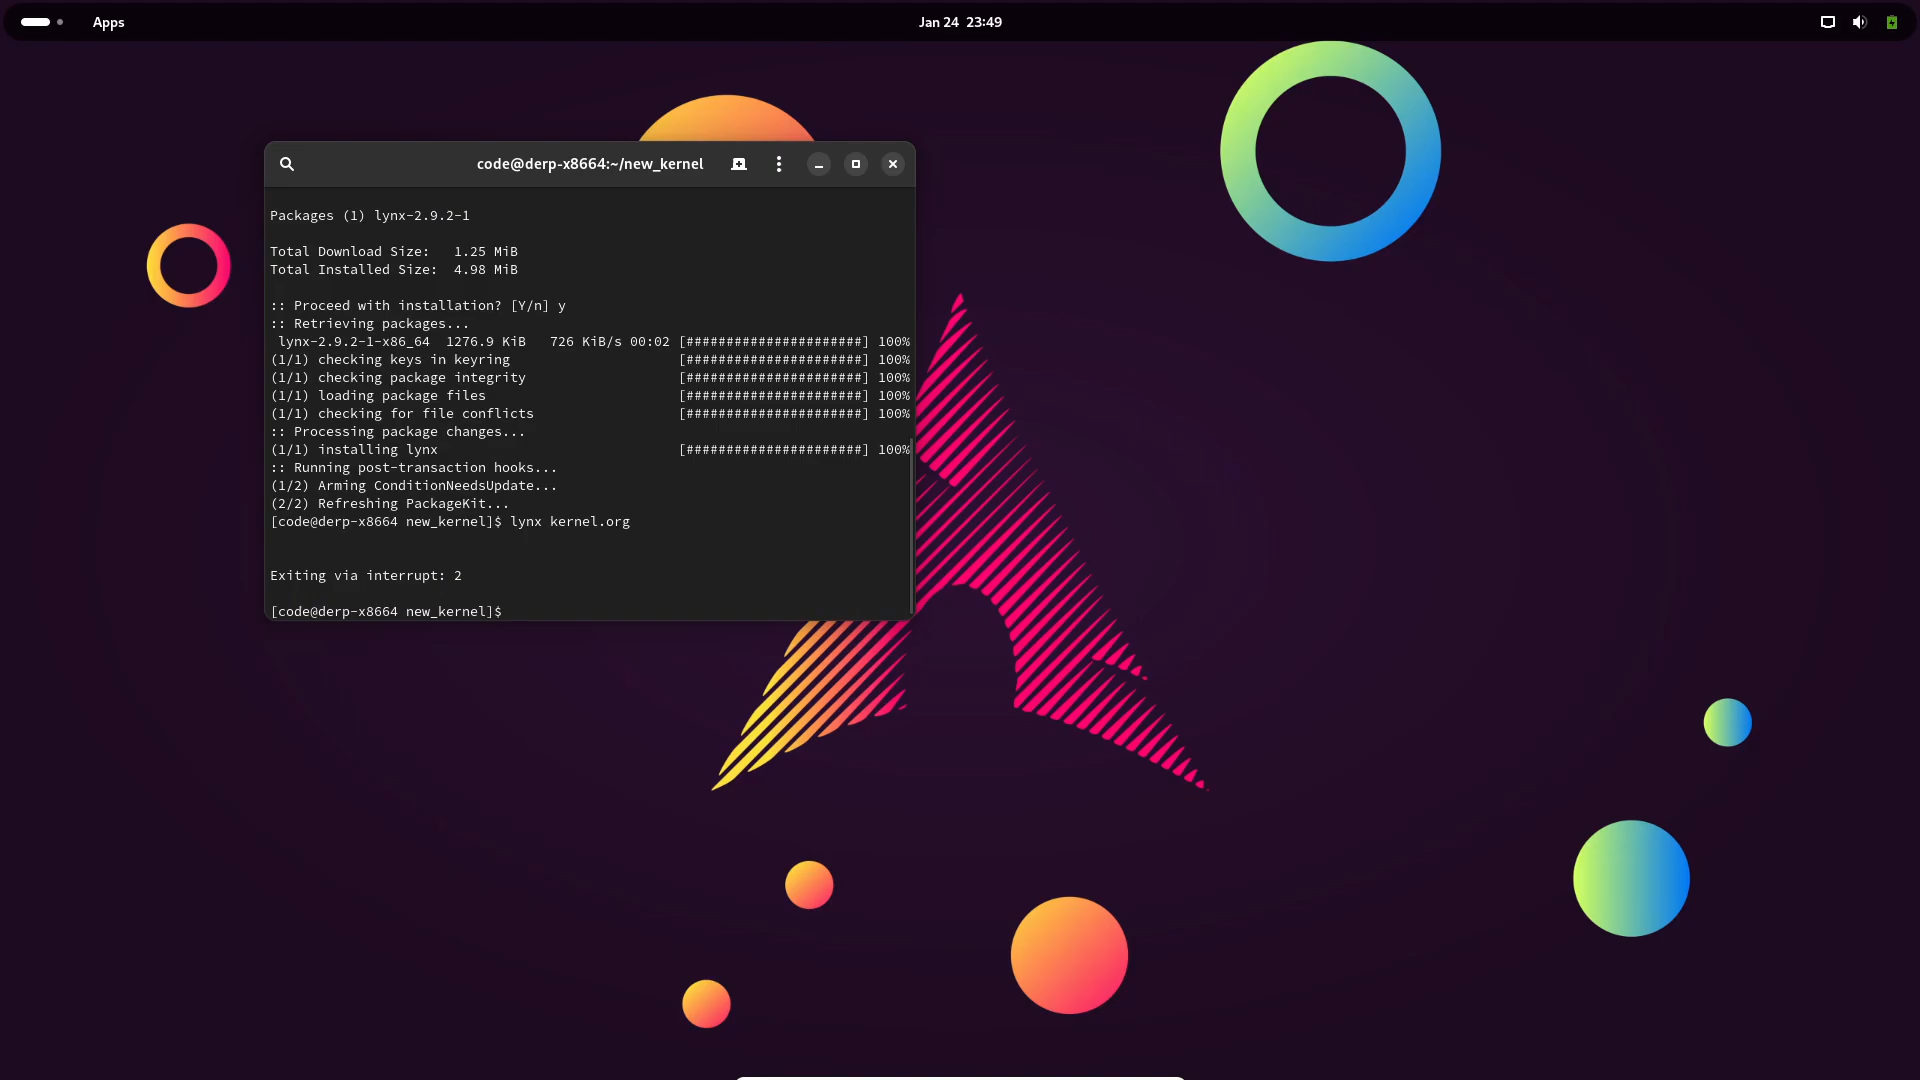 Apps
Jan 24 23:49
code@derp-x8664:~/new_kernel
Packages (1) lynx-2.9.2-1
Total Download Size:   1.25 MiB
Total Installed Size:  4.98 MiB
:: Proceed with installation? [Y/n] y
:: Retrieving packages...
 lynx-2.9.2-1-x86_64  1276.9 KiB   726 KiB/s 00:02 [######################] 100%
(1/1) checking keys in keyring                     [######################] 100%
(1/1) checking package integrity                   [######################] 100%
(1/1) loading package files                        [######################] 100%
(1/1) checking for file conflicts                  [######################] 100%
:: Processing package changes...
(1/1) installing lynx                              [######################] 100%
:: Running post-transaction hooks...
(1/2) Arming ConditionNeedsUpdate...
(2/2) Refreshing PackageKit...
[code@derp-x8664 new_kernel]$ lynx kernel.org
Exiting via interrupt: 2
[code@derp-x8664 new_kernel]$